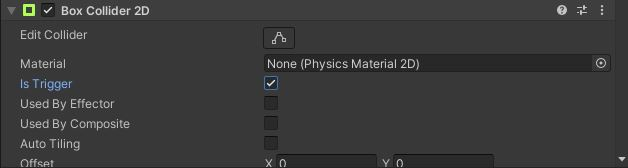 Box Collider 2D
Edit Collider
Material None (Physics Material 2D)
Is Trigger
Used By Effector
Used By Composite
Auto Tiling
Offset X 0 Y 0